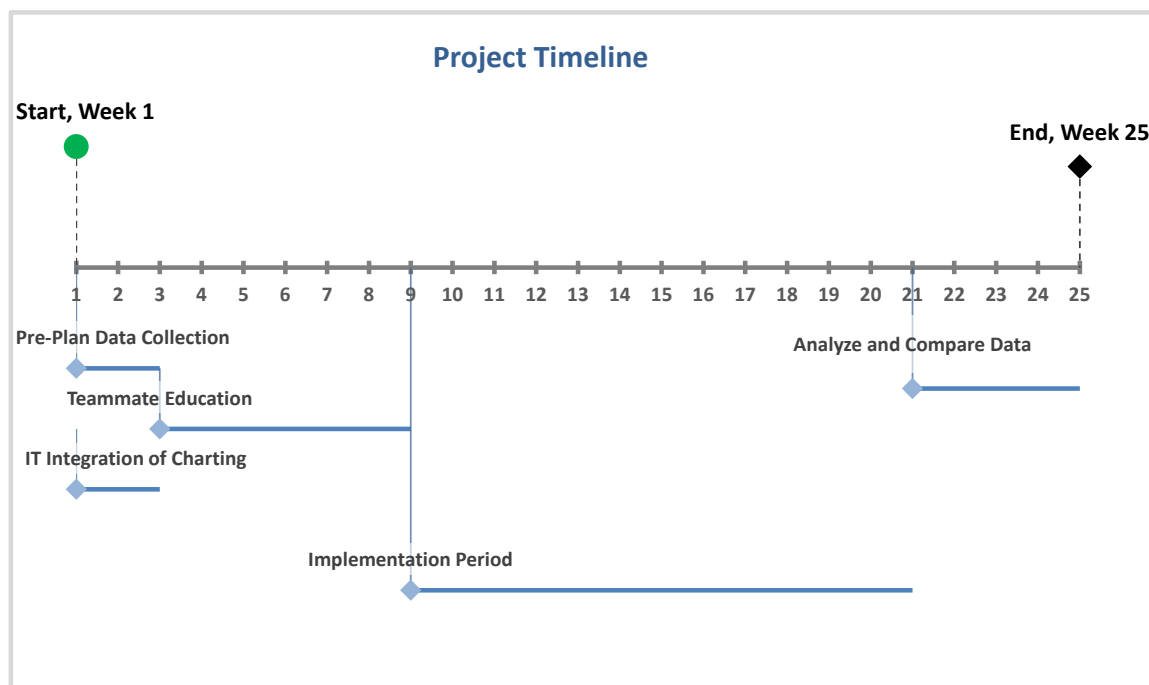 Project Timeline
Start, Week 1
End, Week 25
1 2 3 4 5 6 7 8 9 10 11 12 13 14 15 16 17 18 19 20 21 22 23 24 25
Pre-Plan Data Collection
Analyze and Compare Data
Teammate Education
IT Integration of Charting
Implementation Period